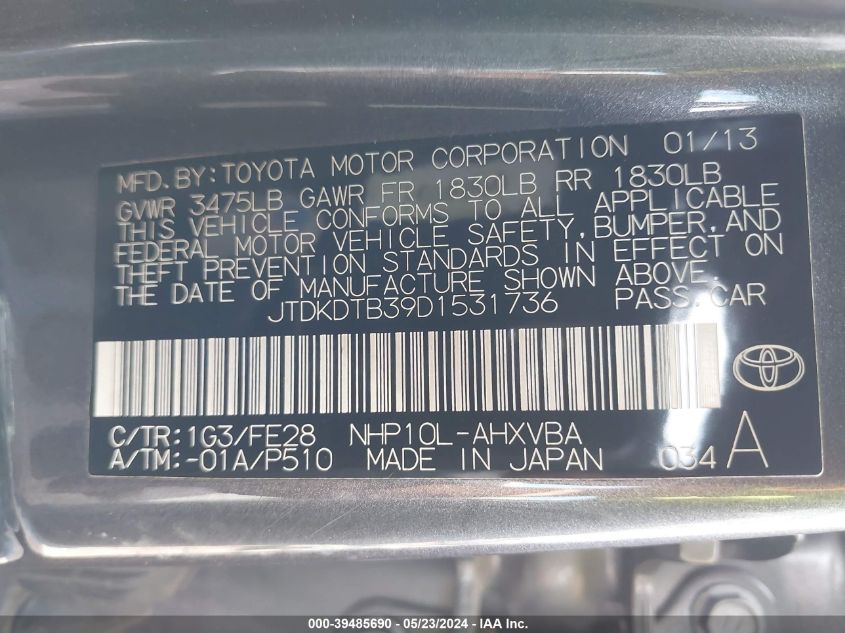 MFD.BY:TOYOTA MOTOR CORPORATION 01/13
GVWR 3475LB GAWR FR 1830LB RR 1830LB
THIS VEHICLE CONFORMS TO ALL APPLICABLE
FEDERAL MOTOR VEHICLE SAFETY,BUMPER,AND
THEFT PREVENTION STANDARDS IN EFFECT ON
THE DATE OF MANUFACTURE SHOWN ABOVE.
JTDKDTB39D1531736 PASS.CAR
C/TR:1G3/FE28 NHP10L-AHXVBA
A/TM:-01A/P510 MADE IN JAPAN 034 A
000-39485690 - 05/23/2024 - IAA Inc.